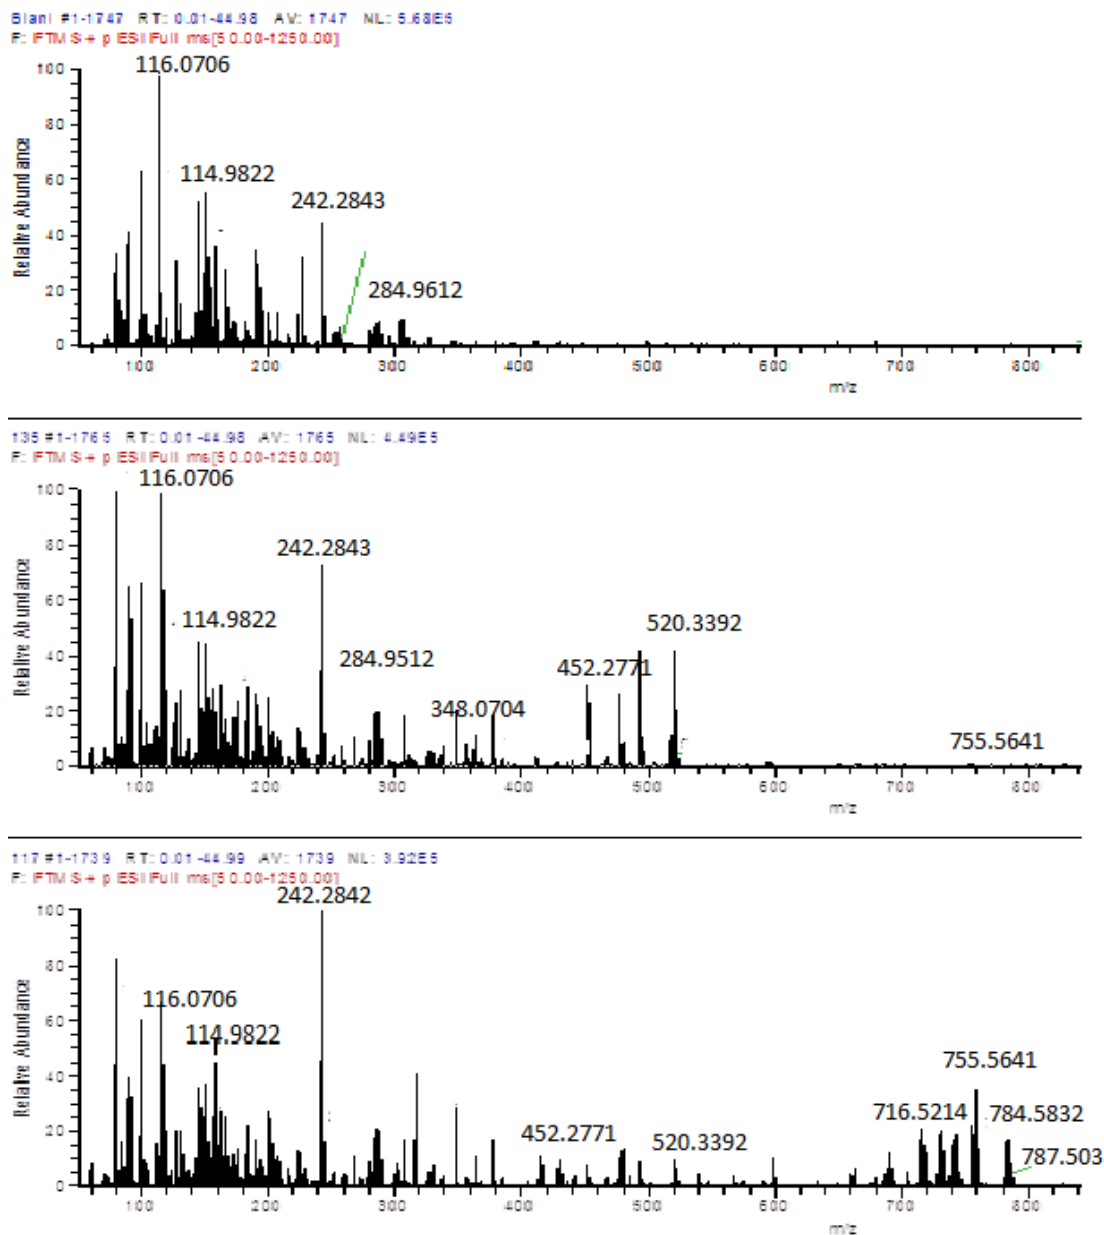 Blanl #1-1747 RT: 0.01-44.98 AV: 1747 NL: 5.68E5
F: FTMS + p ESI Full ms[50.00-1250.00]
116.0706
114.9822
242.2843
284.9612
100
80
60
40
20
0
Relative Abundance
100 200 300 400 500 600 700 800
m/z
135 #1-1765 RT: 0.01-44.98 AV: 1765 NL: 4.49E5
F: FTMS + p ESI Full ms[50.00-1250.00]
116.0706
242.2843
114.9822
284.9512
348.0704
452.2771
520.3392
755.5641
100
80
60
40
20
0
Relative Abundance
100 200 300 400 500 600 700 800
m/z
117 #1-1739 RT: 0.01-44.99 AV: 1739 NL: 3.92E5
F: FTMS + p ESI Full ms[50.00-1250.00]
242.2842
116.0706
114.9822
452.2771
520.3392
716.5214
755.5641
784.5832
787.503
100
80
60
40
20
0
Relative Abundance
100 200 300 400 500 600 700 800
m/z